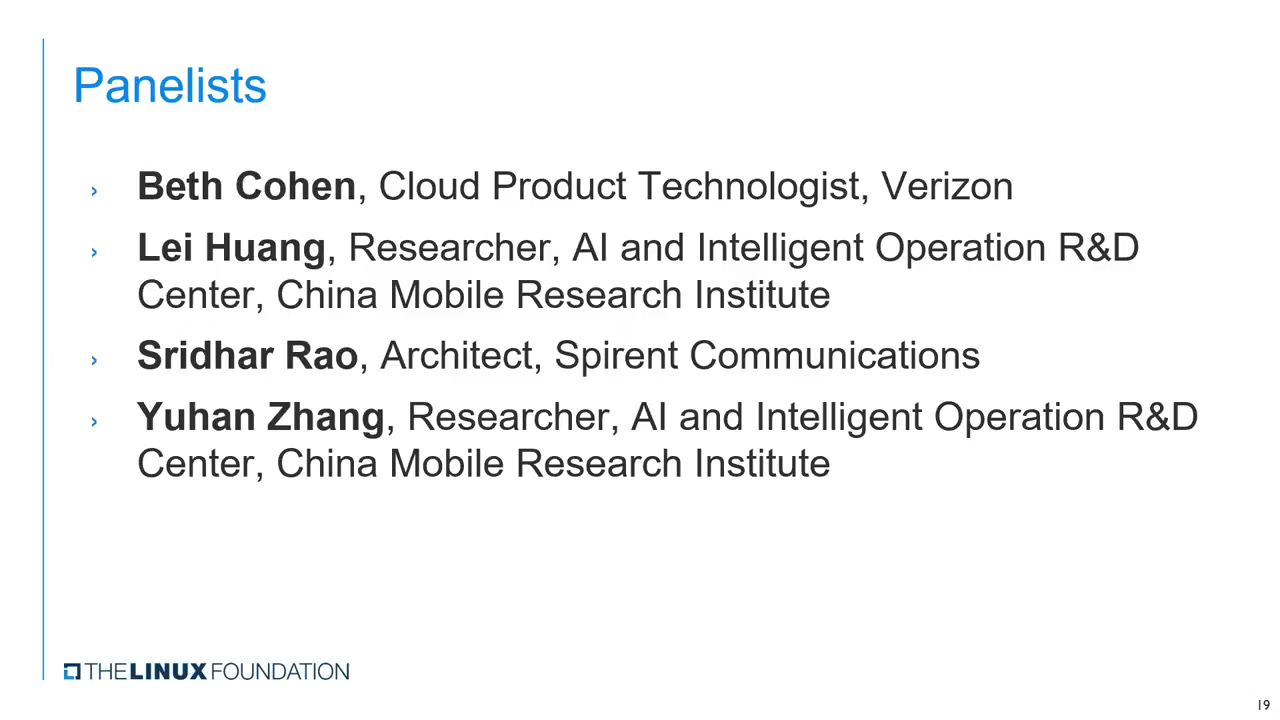 Panelists
› Beth Cohen, Cloud Product Technologist, Verizon
› Lei Huang, Researcher, AI and Intelligent Operation R&D
Center, China Mobile Research Institute
› Sridhar Rao, Architect, Spirent Communications
› Yuhan Zhang, Researcher, AI and Intelligent Operation R&D
Center, China Mobile Research Institute
THE LINUX FOUNDATION
19